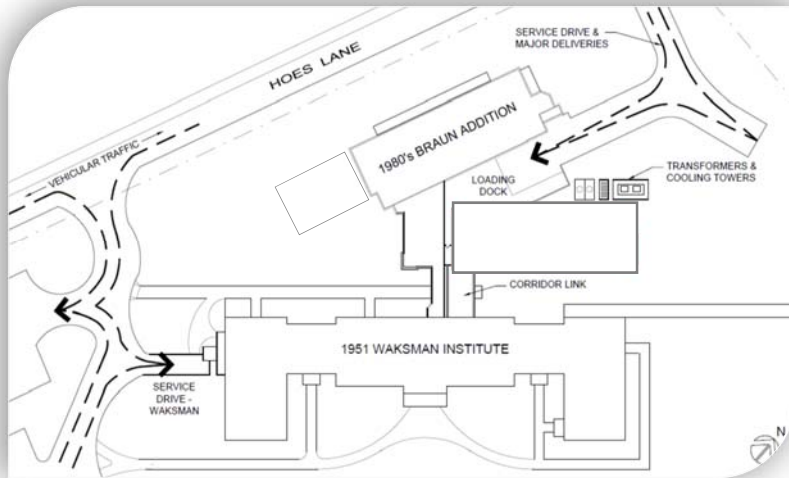 SERVICE DRIVE &
MAJOR DELIVERIES
HOES LANE
1980's BRAUN ADDITION
VEHICULAR TRAFFIC
TRANSFORMERS &
COOLING TOWERS
LOADING
DOCK
CORRIDOR LINK
1951 WAKSMAN INSTITUTE
SERVICE
DRIVE -
WAKSMAN
N